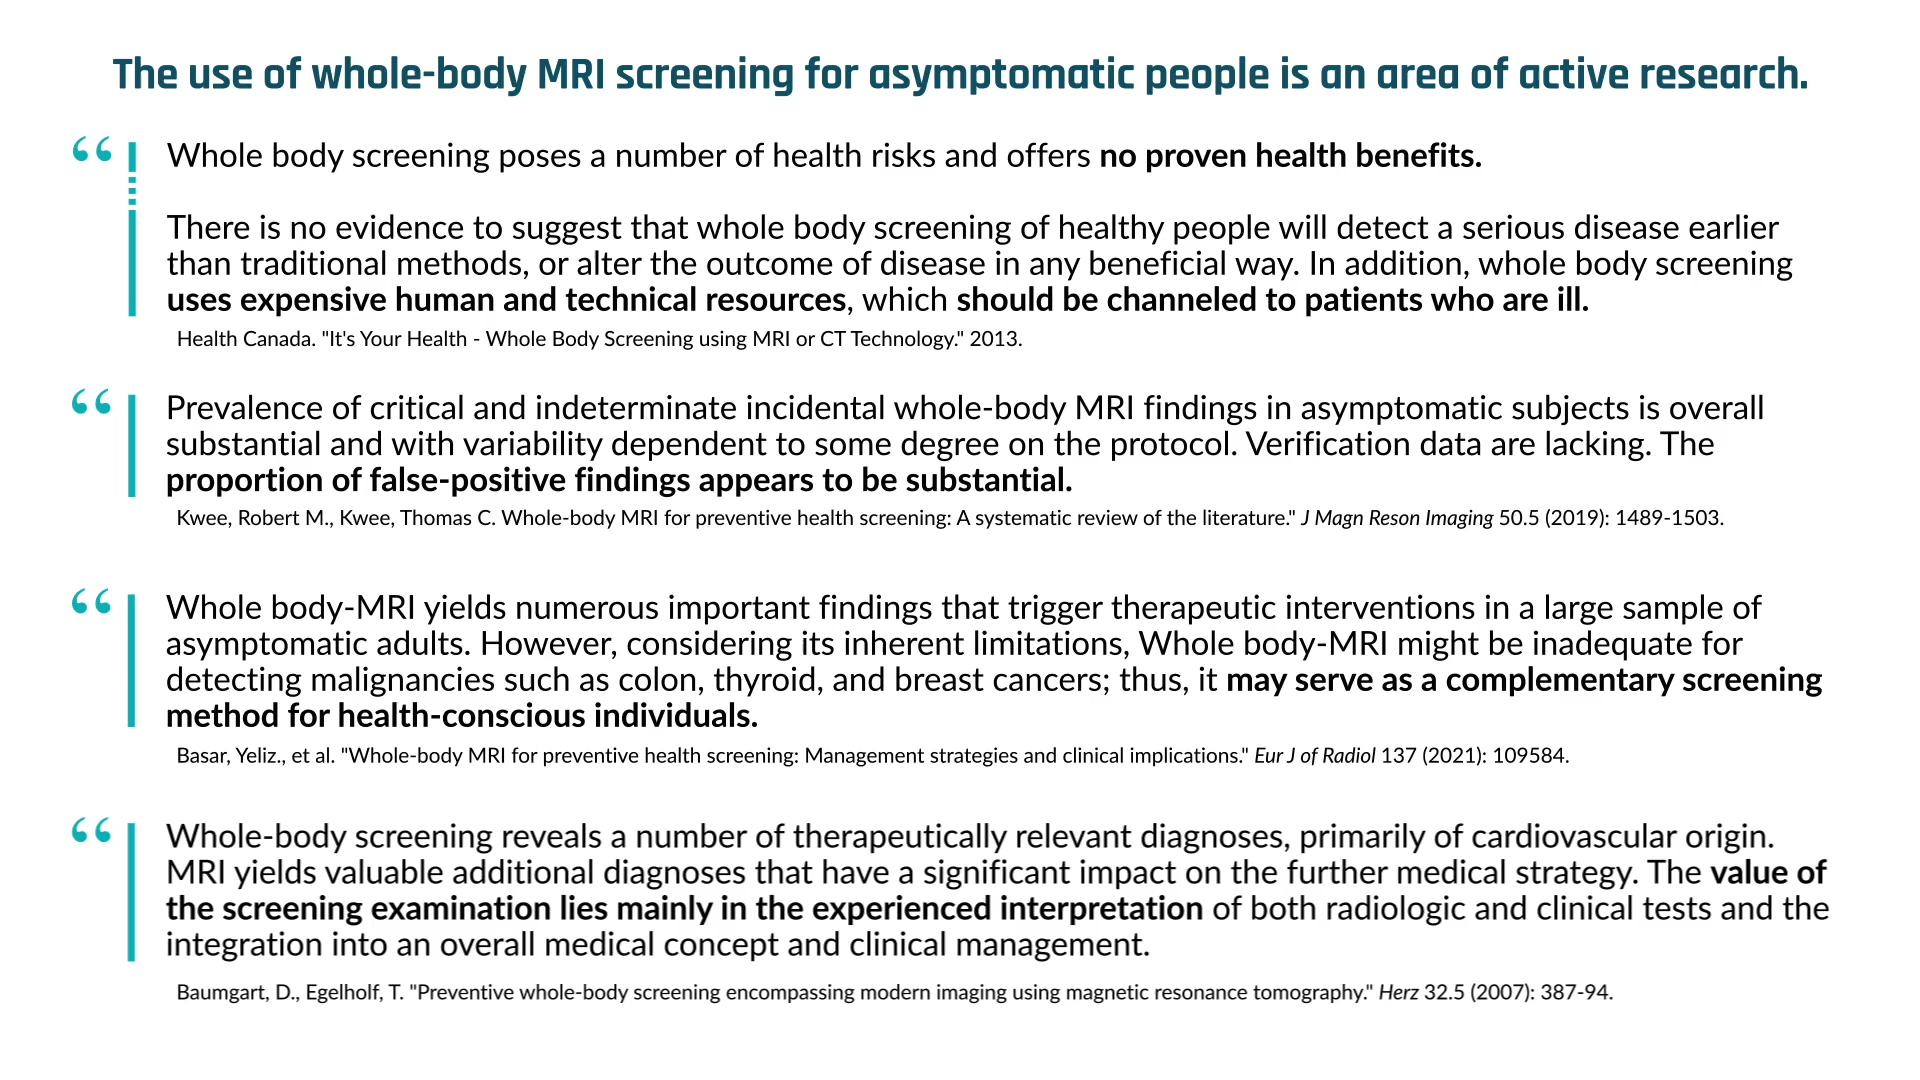 The use of whole-body MRI screening for asymptomatic people is an area of active research.
“ Whole body screening poses a number of health risks and offers no proven health benefits.
There is no evidence to suggest that whole body screening of healthy people will detect a serious disease earlier
than traditional methods, or alter the outcome of disease in any beneficial way. In addition, whole body screening
uses expensive human and technical resources, which should be channeled to patients who are ill.
Health Canada. "It's Your Health - Whole Body Screening using MRI or CT Technology." 2013.
“ Prevalence of critical and indeterminate incidental whole-body MRI findings in asymptomatic subjects is overall
substantial and with variability dependent to some degree on the protocol. Verification data are lacking. The
proportion of false-positive findings appears to be substantial.
Kwee, Robert M., Kwee, Thomas C. Whole-body MRI for preventive health screening: A systematic review of the literature." J Magn Reson Imaging 50.5 (2019): 1489-1503.
“ Whole body-MRI yields numerous important findings that trigger therapeutic interventions in a large sample of
asymptomatic adults. However, considering its inherent limitations, Whole body-MRI might be inadequate for
detecting malignancies such as colon, thyroid, and breast cancers; thus, it may serve as a complementary screening
method for health-conscious individuals.
Basar, Yeliz., et al. "Whole-body MRI for preventive health screening: Management strategies and clinical implications." Eur J of Radiol 137 (2021): 109584.
“ Whole-body screening reveals a number of therapeutically relevant diagnoses, primarily of cardiovascular origin.
MRI yields valuable additional diagnoses that have a significant impact on the further medical strategy. The value of
the screening examination lies mainly in the experienced interpretation of both radiologic and clinical tests and the
integration into an overall medical concept and clinical management.
Baumgart, D., Egelholf, T. "Preventive whole-body screening encompassing modern imaging using magnetic resonance tomography." Herz 32.5 (2007): 387-94.